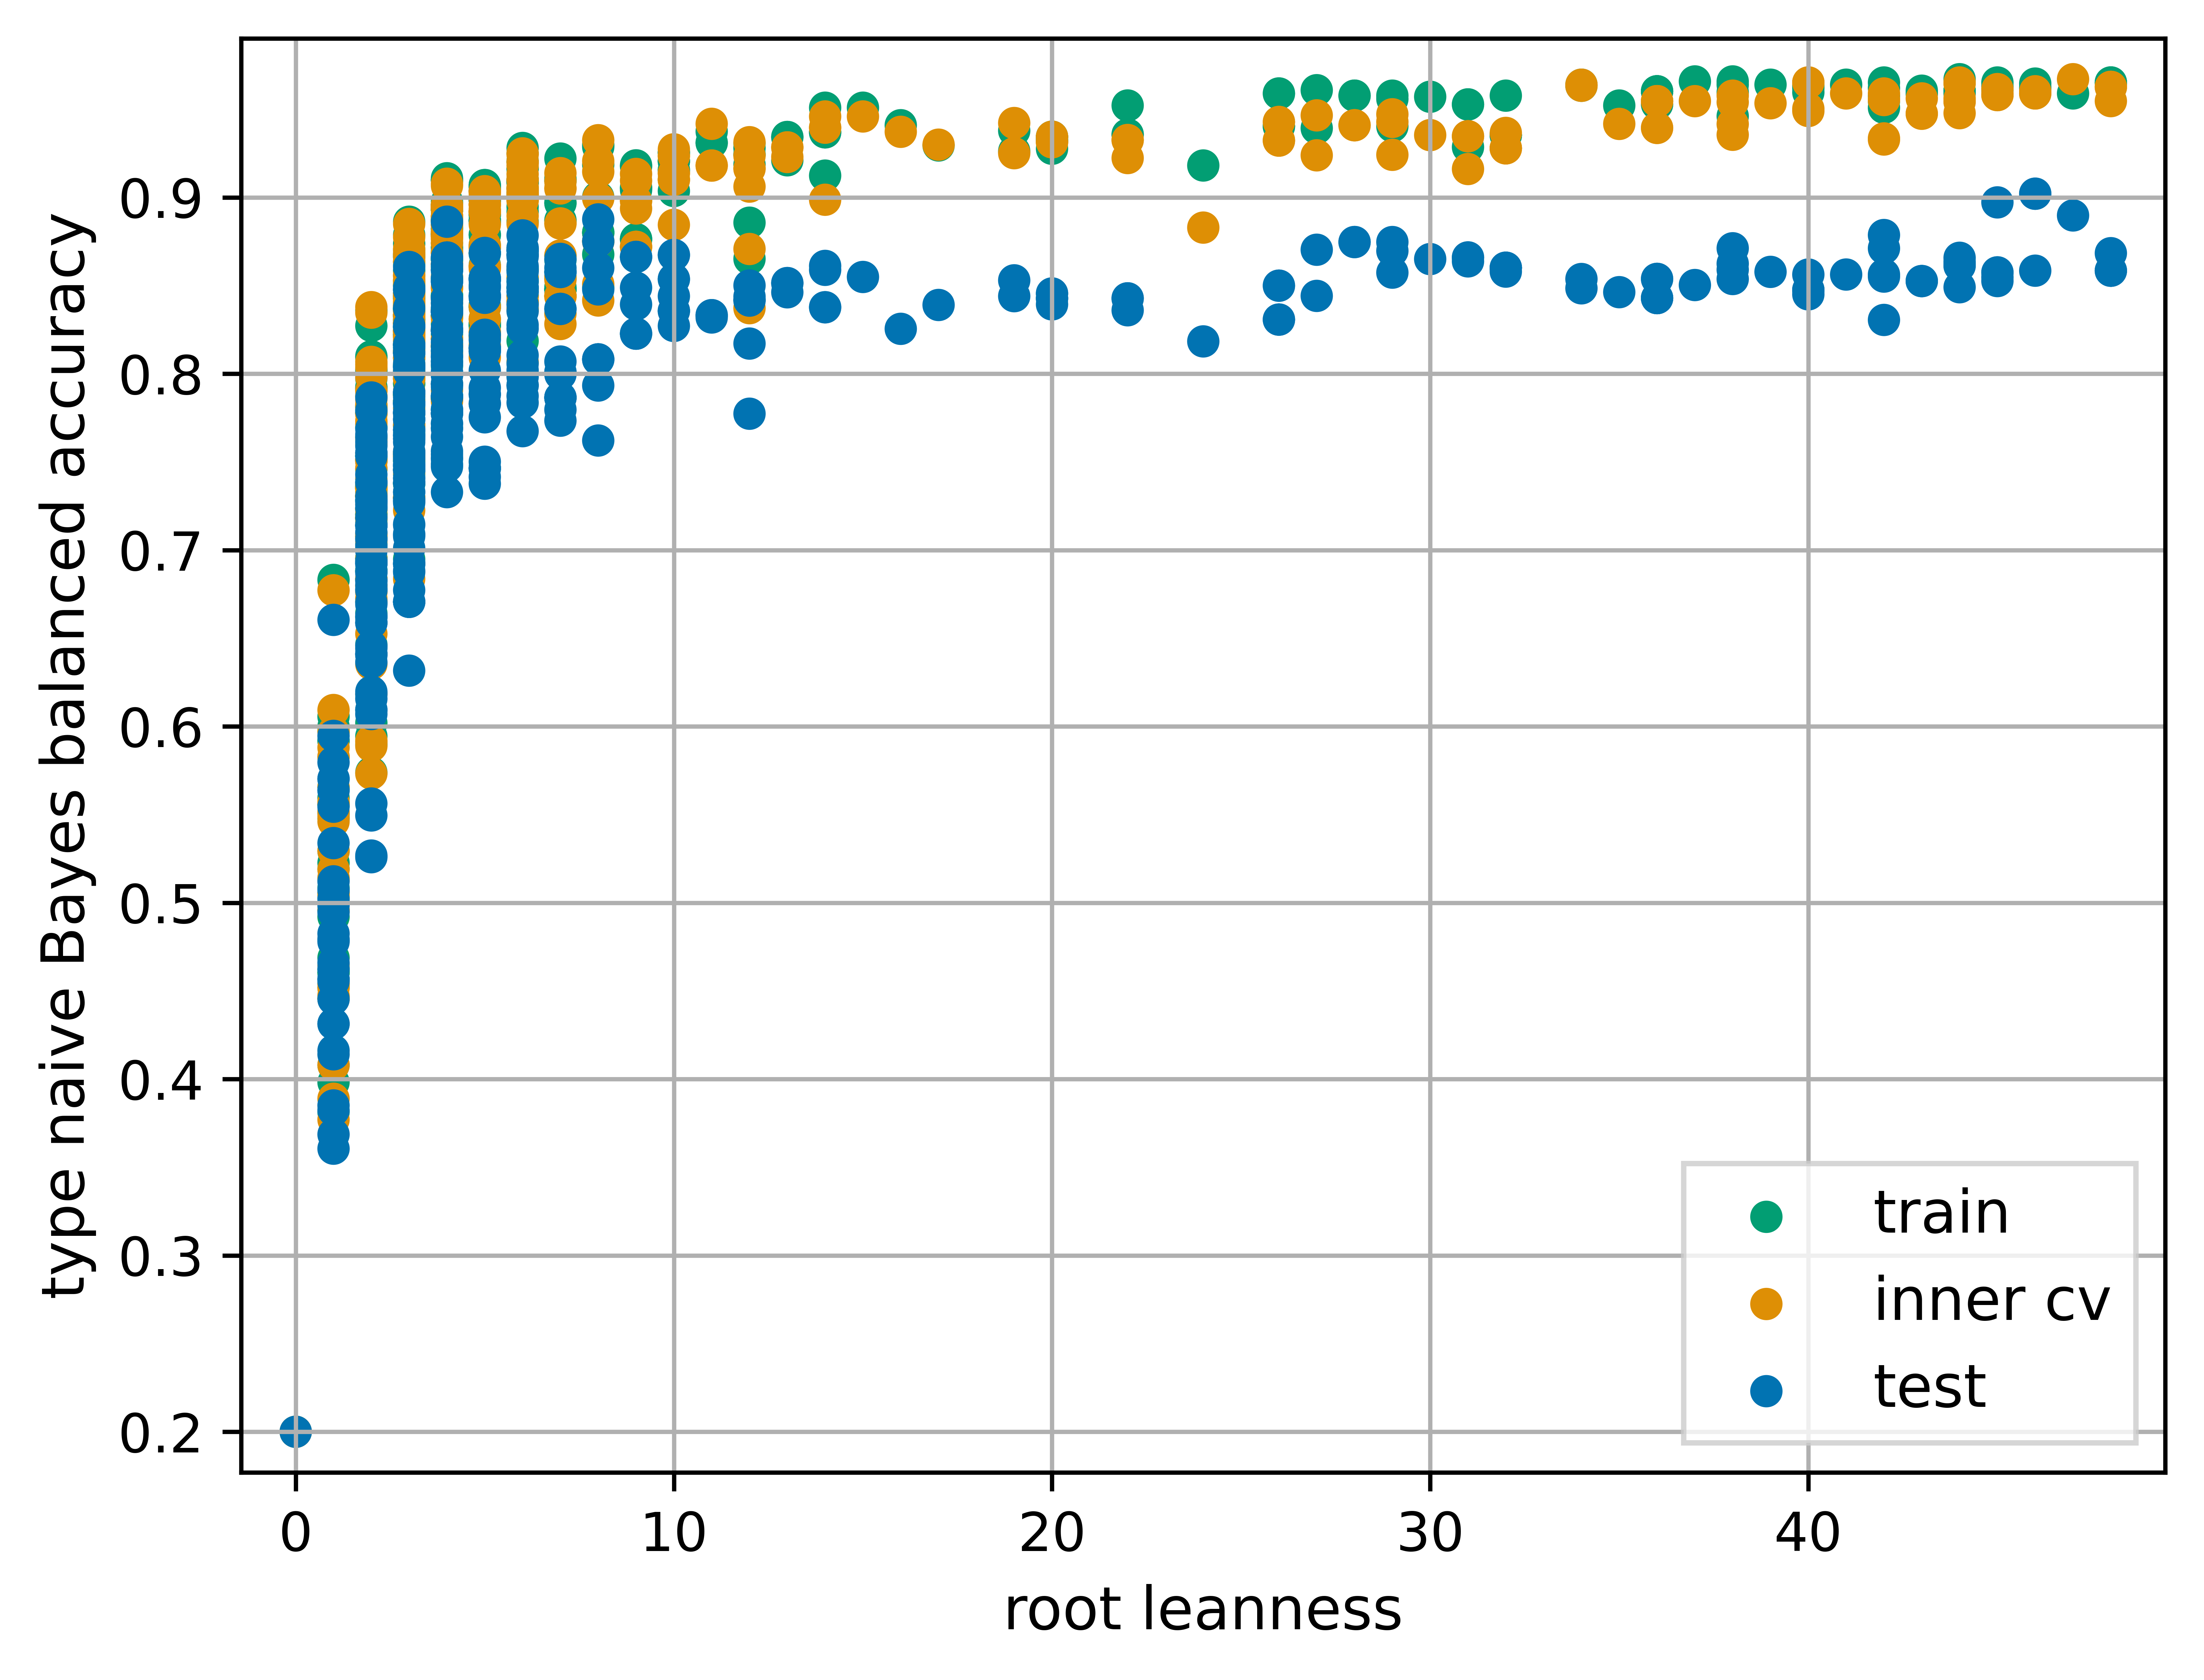 type naive Bayes balanced accuracy
0.9
0.8
0.7
0.6
0.5
0.4
0.3
0.2
train
inner cv
test
0 10 20 30 40
root leanness